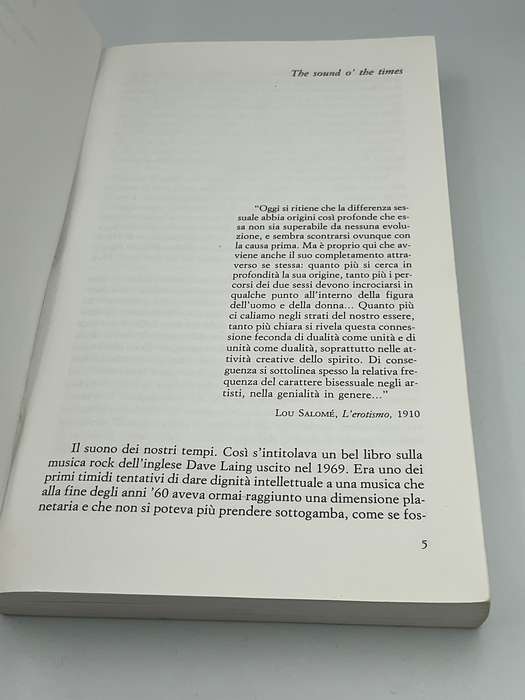 The sound o' the times
"Oggi si ritiene che la differenza ses-
suale abbia origini così profonde che es-
sa non sia superabile da nessuna evolu-
zione, e sembra scontrarsi ovunque con
la causa prima. Ma è proprio qui che av-
viene anche il suo completamento attra-
verso se stessa: quanto più si cerca in
profondità la sua origine, tanto più i per-
corsi dei due sessi devono incrociarsi in
qualche punto all'interno della figura
dell'uomo e della donna... Quanto più
ci caliamo negli strati del nostro essere,
tanto più chiara si rivela questa connes-
sione feconda di dualità come unità e di
unità come dualità, soprattutto nelle at-
tività creative dello spirito. Di conse-
guenza si sottolinea spesso la relativa fre-
quenza del carattere bisessuale negli ar-
tisti, nella genialità in genere..."
LOU SALOMÉ, L'erotismo, 1910
Il suono dei nostri tempi. Così s'intitolava un bel libro sulla
musica rock dell'inglese Dave Laing uscito nel 1969. Era uno dei
primi timidi tentativi di dare dignità intellettuale a una musica che
alla fine degli anni '60 aveva ormai raggiunto una dimensione pla-
netaria e che non si poteva più prendere sottogamba, come se fos-
5